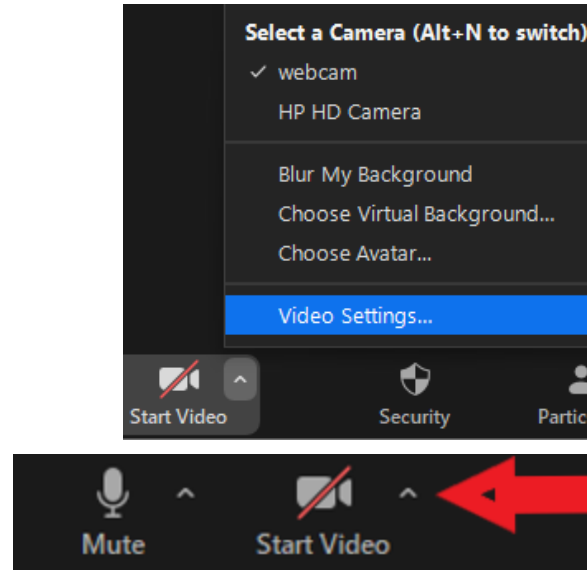 Select a Camera (Alt+N to switch)
✓ webcam
HP HD Camera
Blur My Background
Choose Virtual Background...
Choose Avatar...
Video Settings...
Start Video Security Partic
Mute Start Video